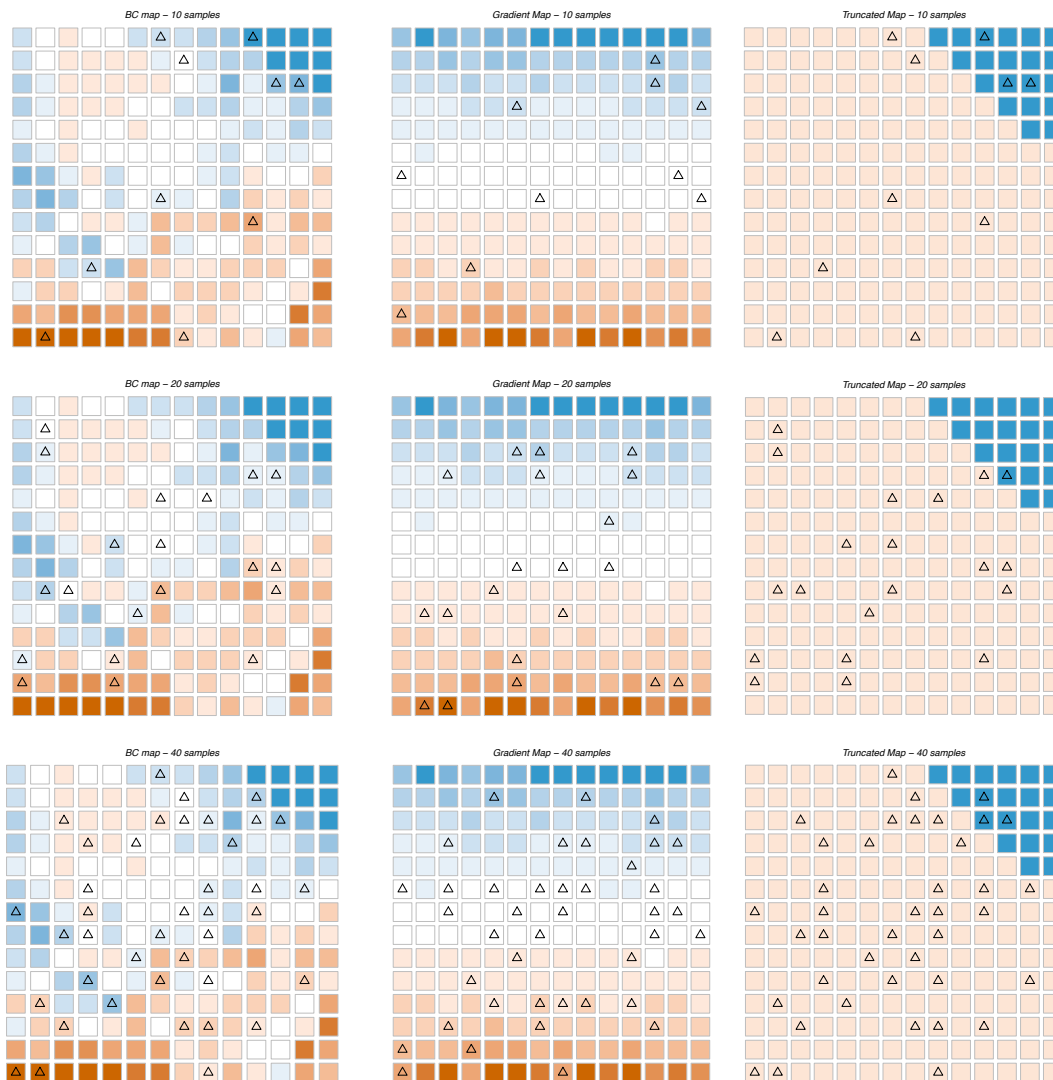 BC map – 10 samples
Gradient Map – 10 samples
Truncated Map – 10 samples
BC map – 20 samples
Gradient Map – 20 samples
Truncated Map – 20 samples
BC map – 40 samples
Gradient Map – 40 samples
Truncated Map – 40 samples